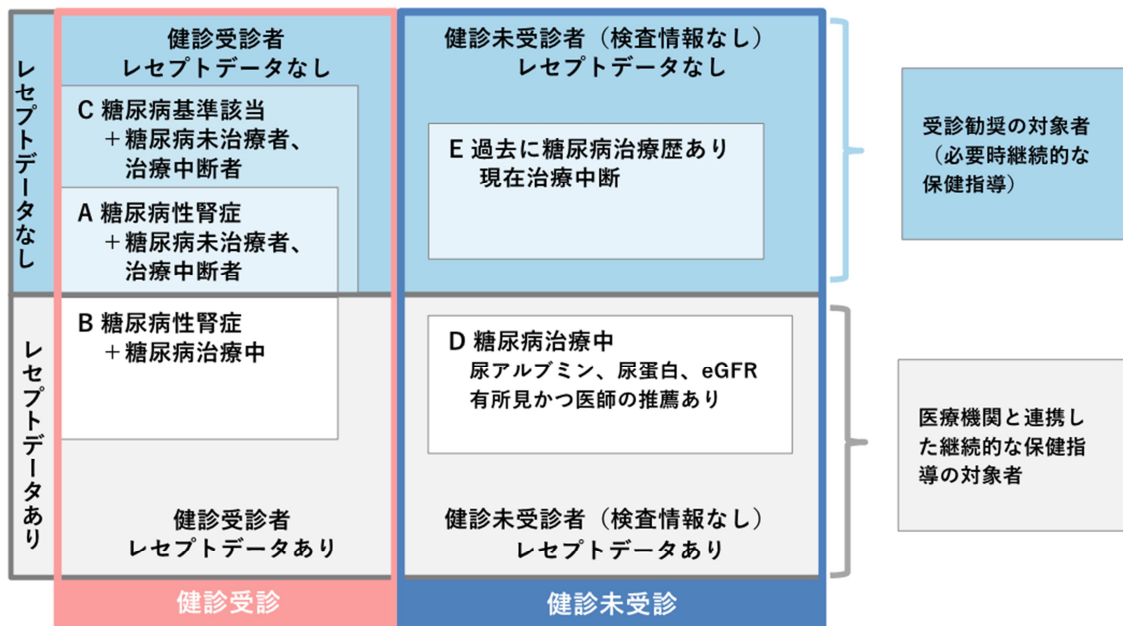 レセプトデータなし
健診受診者
レセプトデータなし
C 糖尿病基準該当
＋糖尿病未治療者、
治療中断者
A 糖尿病性腎症
＋糖尿病未治療者、
治療中断者
健診未受診者（検査情報なし）
レセプトデータなし
E 過去に糖尿病治療歴あり
現在治療中断
受診勧奨の対象者
（必要時継続的な
保健指導）
レセプトデータあり
B 糖尿病性腎症
＋糖尿病治療中
健診受診者
レセプトデータあり
D 糖尿病治療中
尿アルブミン、尿蛋白、eGFR
有所見かつ医師の推薦あり
健診未受診者（検査情報なし）
レセプトデータあり
医療機関と連携し
た継続的な保健指
導の対象者
健診受診
健診未受診